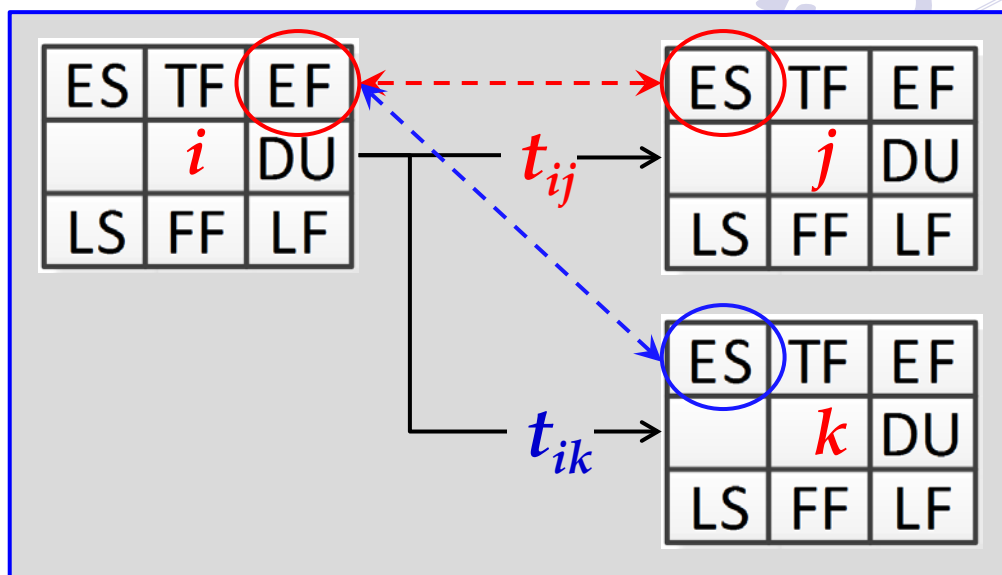 ES TF EF
i DU
LS FF LF
t_ij
ES TF EF
j DU
LS FF LF
t_ik
ES TF EF
k DU
LS FF LF